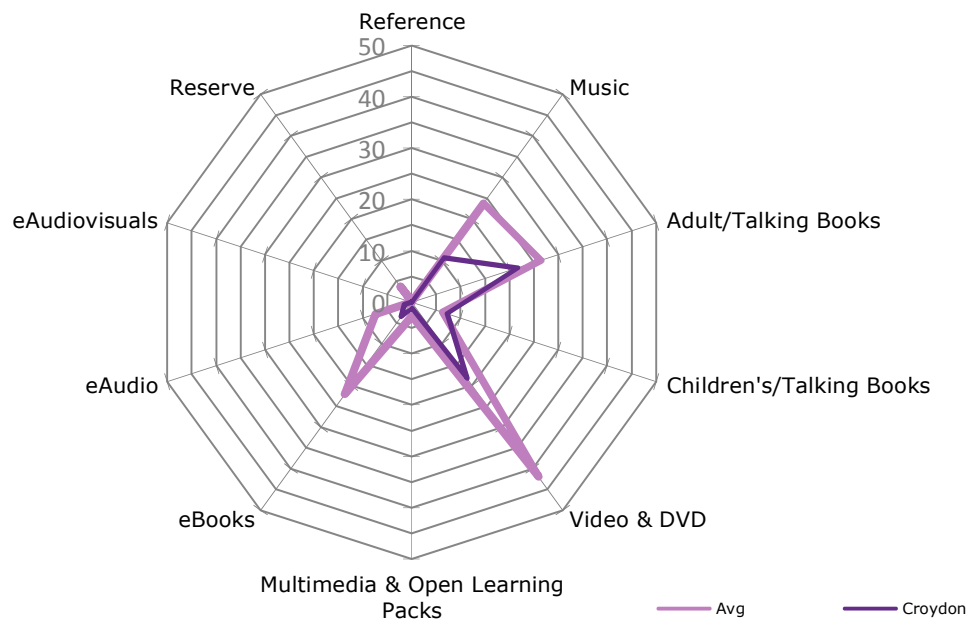 Reference
50
Reserve
Music
40
30
20
eAudiovisuals
Adult/Talking Books
10
0
eAudio
Children's/Talking Books
eBooks
Video & DVD
Multimedia & Open Learning
Packs
Avg
Croydon